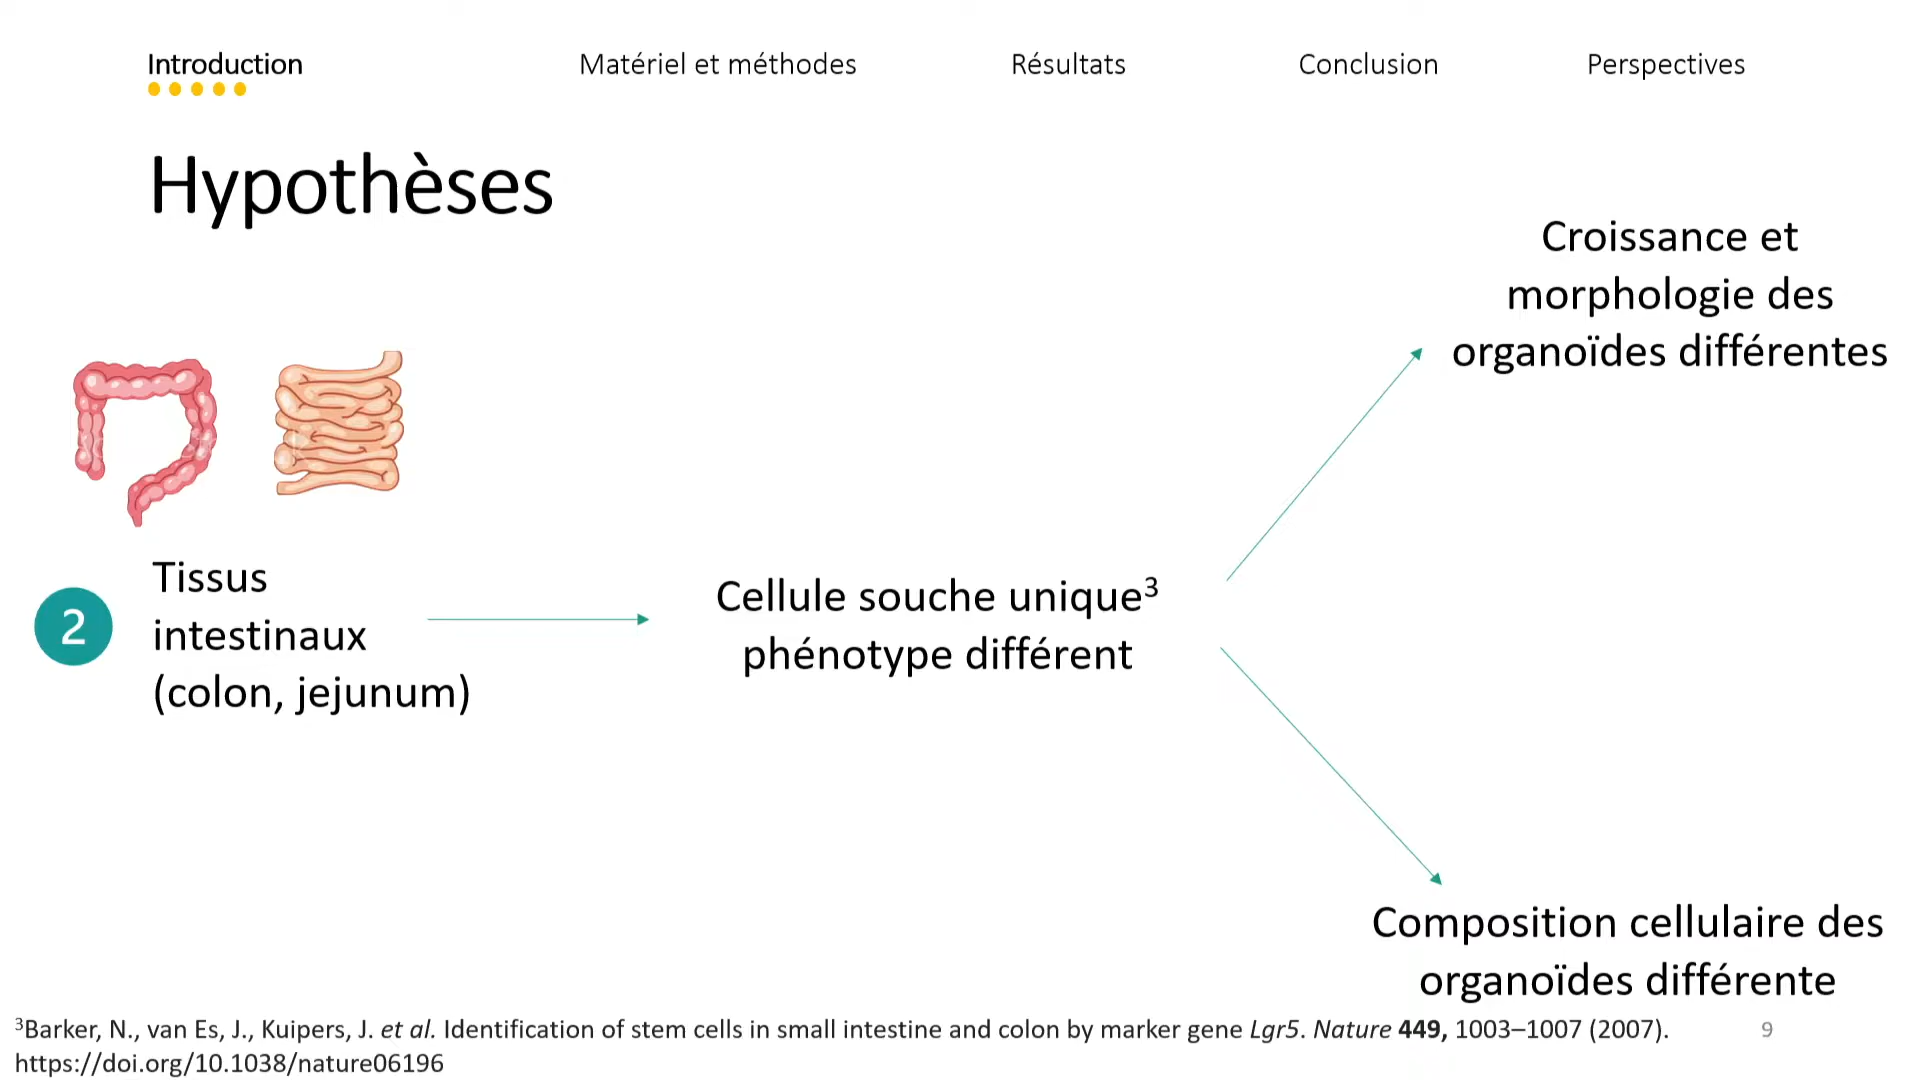 Introduction
Matériel et méthodes
Résultats
Conclusion
Perspectives
Hypothèses
Croissance et
morphologie des
organoïdes différentes
2
Tissus
intestinaux
(colon, jejunum)
Cellule souche unique³
phénotype différent
Composition cellulaire des
organoïdes différente
³Barker, N., van Es, J., Kuipers, J. et al. Identification of stem cells in small intestine and colon by marker gene Lgr5. Nature 449, 1003–1007 (2007).
https://doi.org/10.1038/nature06196
9